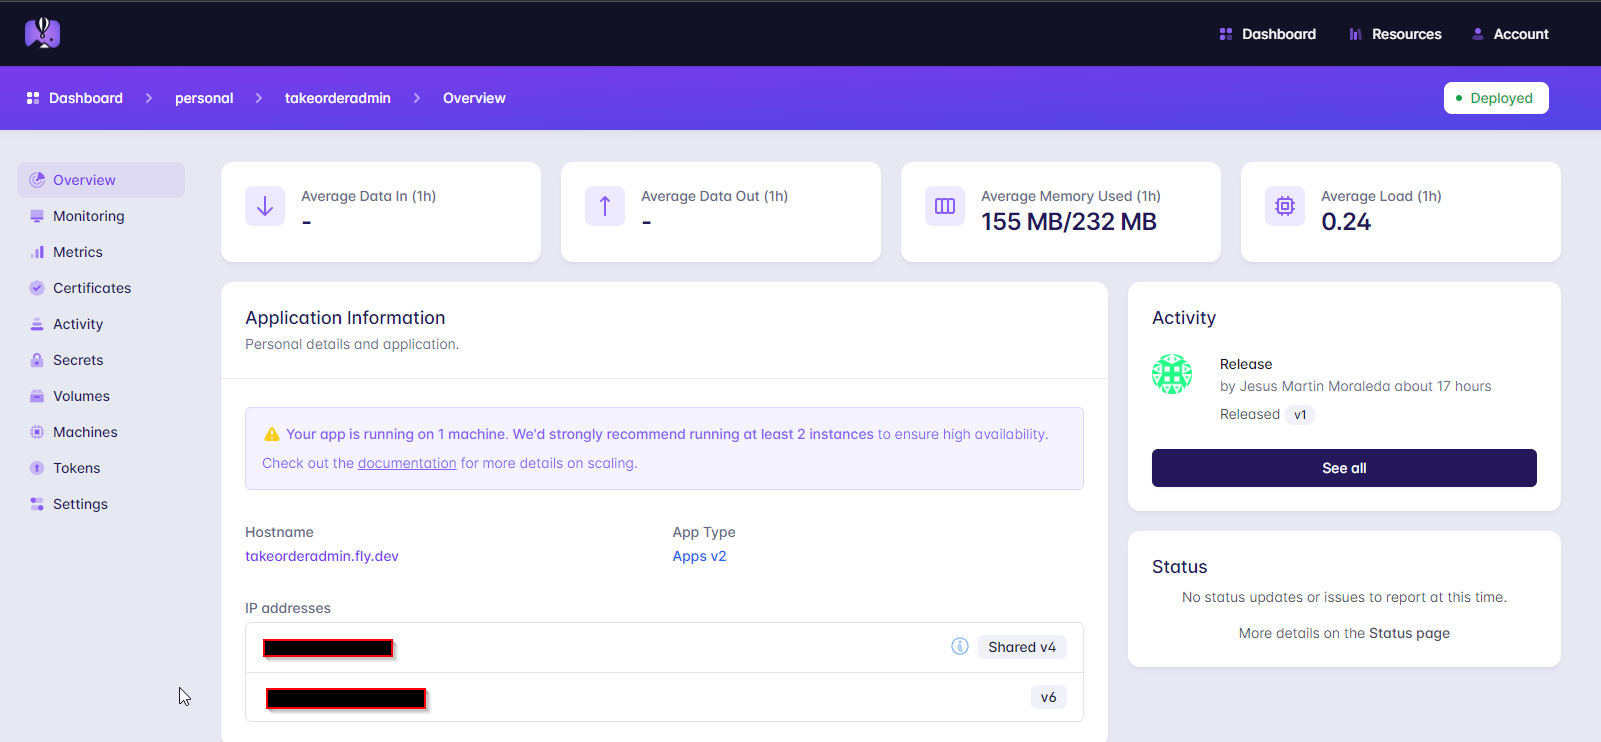 Dashboard
Resources
Account
Dashboard
personal
takeorderadmin
Overview
Deployed
Overview
Monitoring
Metrics
Certificates
Activity
Secrets
Volumes
Machines
Tokens
Settings
Average Data In (1h)
-
Average Data Out (1h)
-
Average Memory Used (1h)
155 MB/232 MB
Average Load (1h)
0.24
Application Information
Personal details and application.
Your app is running on 1 machine. We'd strongly recommend running at least 2 instances to ensure high availability.
Check out the documentation for more details on scaling.
Hostname
takeorderadmin.fly.dev
App Type
Apps v2
IP addresses
Shared v4
v6
Activity
Release
by Jesus Martin Moraleda about 17 hours
Released v1
See all
Status
No status updates or issues to report at this time.
More details on the Status page